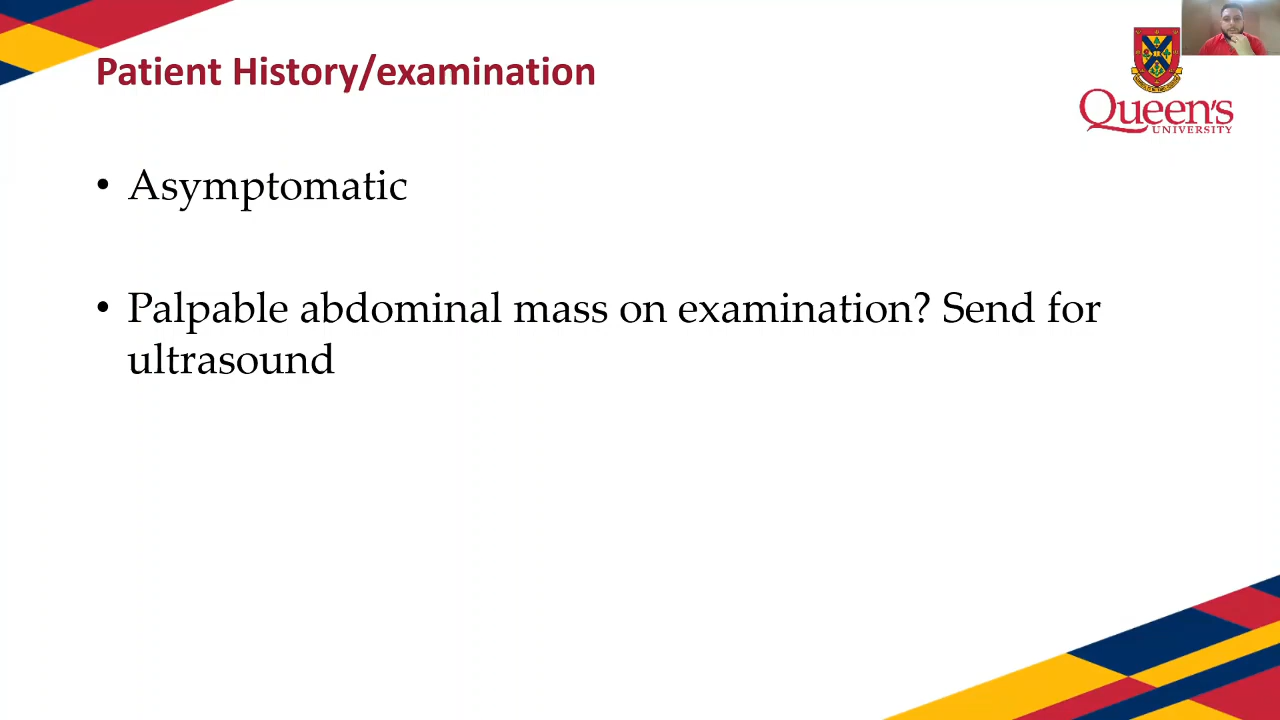 Patient History/examination
Queen's
UNIVERSITY
• Asymptomatic
• Palpable abdominal mass on examination? Send for
ultrasound